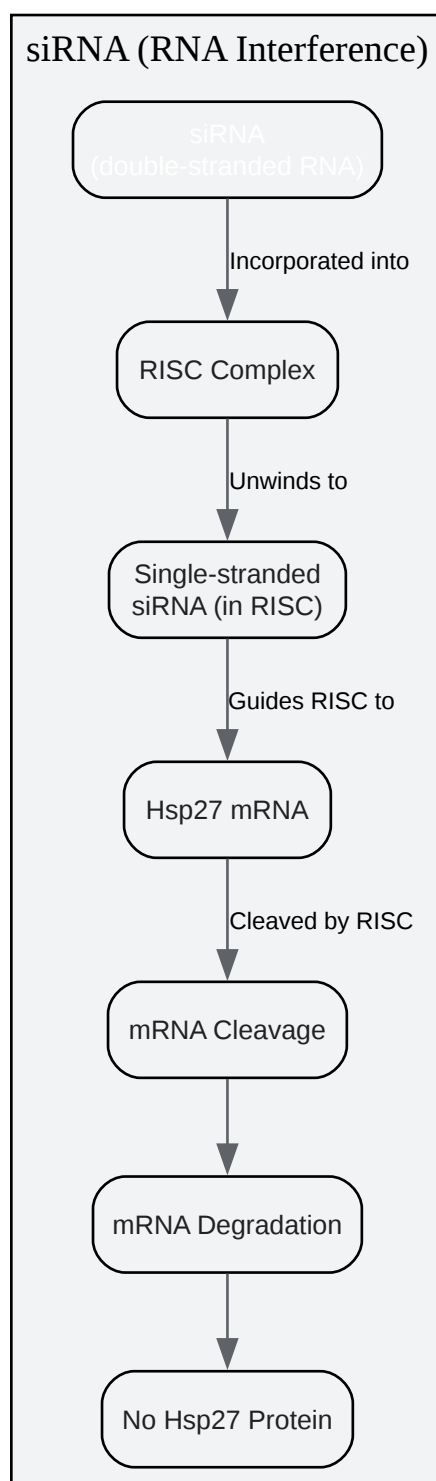 siRNA (RNA Interference)
siRNA
(double-stranded RNA)
Incorporated into
RISC Complex
Unwinds to
Single-stranded
siRNA (in RISC)
Guides RISC to
Hsp27 mRNA
Cleaved by RISC
mRNA Cleavage
mRNA Degradation
No Hsp27 Protein